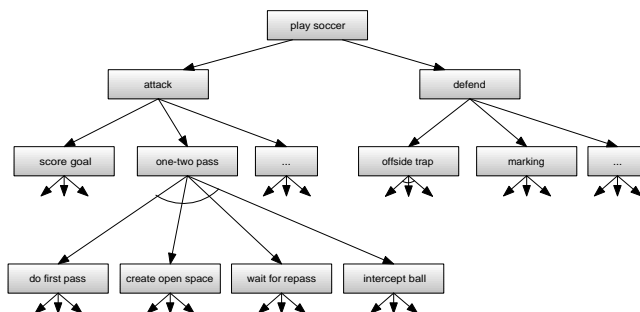 play soccer
attack
defend
score goal
one-two pass
...
offside trap
marking
...
do first pass
create open space
wait for repass
intercept ball